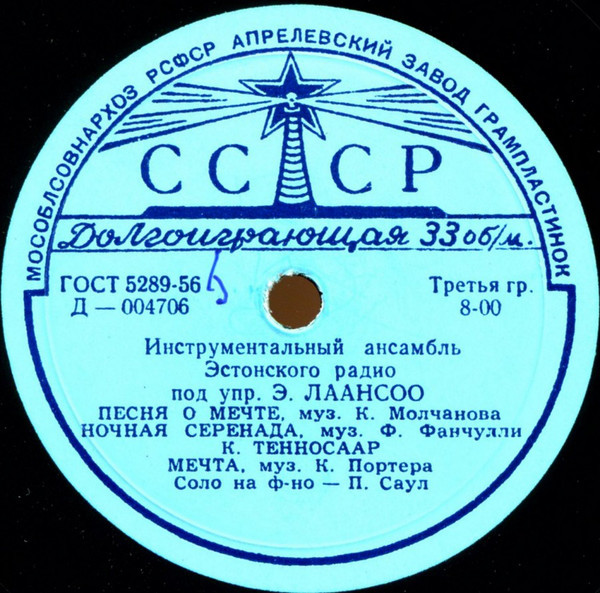 МОСОБЛСОВНАРХОЗ РСФСР АПРЕЛЕВСКИЙ ЗАВОД ГРАМПЛАСТИНОК
СССР
Долгоиграющая 33 об/м.
ГОСТ 5289-56
Третья гр.
Д — 004706
8-00
Инструментальный ансамбль
Эстонского радио
под упр. Э. ЛААНСОО
ПЕСНЯ О МЕЧТЕ, муз. К. Молчанова
НОЧНАЯ СЕРЕНАДА, муз. Ф. Фанчулли
К. ТЕННОСААР
МЕЧТА, муз. К. Портера
Соло на ф-но — П. Саул